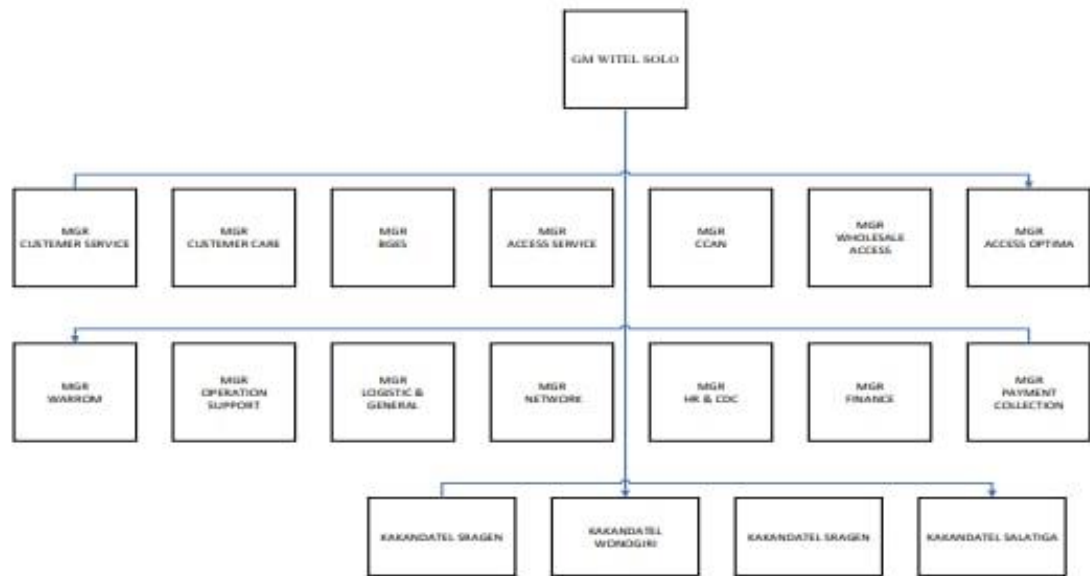 GM WITEL SOLO
MGR
CUSTEMER SERVICE
MGR
CUSTEMER CARE
MGR
BGES
MGR
ACCESS SERVICE
MGR
CCAN
MGR
WHOLESALE
ACCESS
MGR
ACCESS OPTIMA
MGR
WARROM
MGR
OPERATION
SUPPORT
MGR
LOGISTIC &
GENERAL
MGR
NETWORK
MGR
HR & CDC
MGR
FINANCE
MGR
PAYMENT
COLLECTION
KAKANDATEL SRAGEN
KAKANDATEL
WONOGIRI
KAKANDATEL SRAGEN
KAKANDATEL SALATIGA